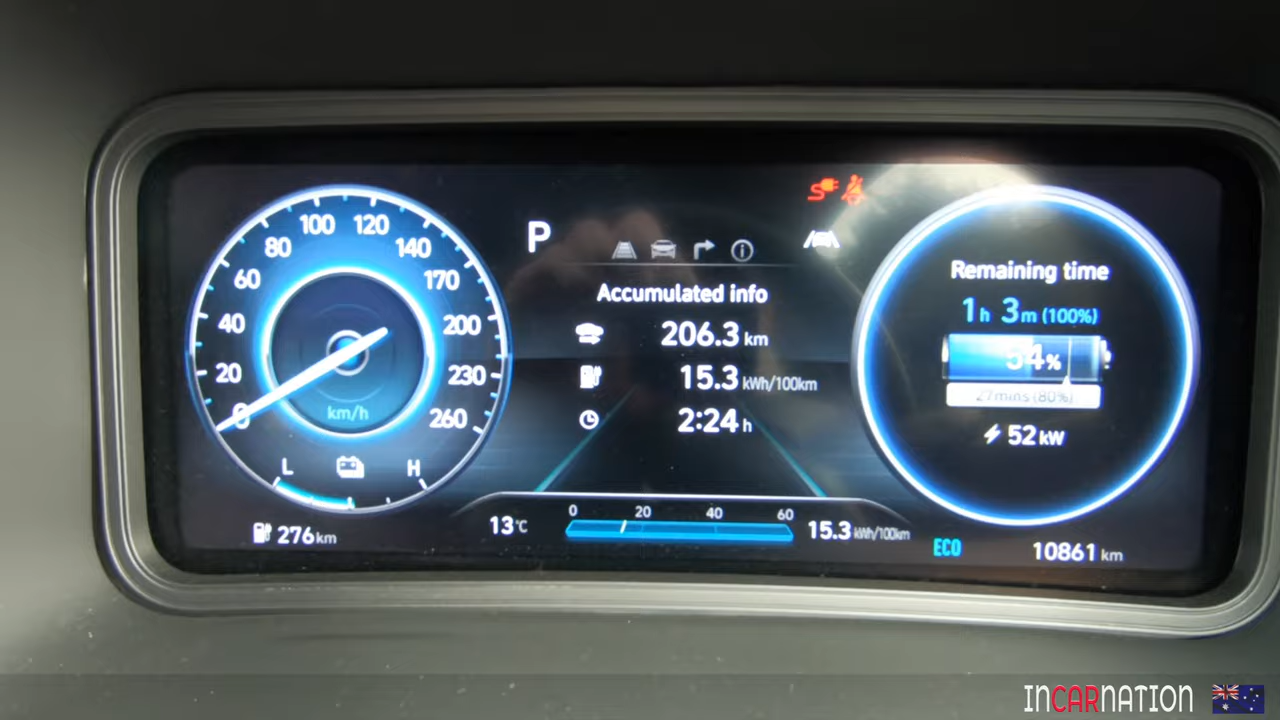 100 120
80 140
60 170
40 200
20 230
0 260
km/h
L H
276km
P
Accumulated info
206.3 km
15.3 kWh/100km
2:24 h
0 20 40 60
13°C
15.3 kWh/100km
Remaining time
1h 3m (100%)
54%
27mins (80%)
52 kW
ECO
10861 km
INCARNATION